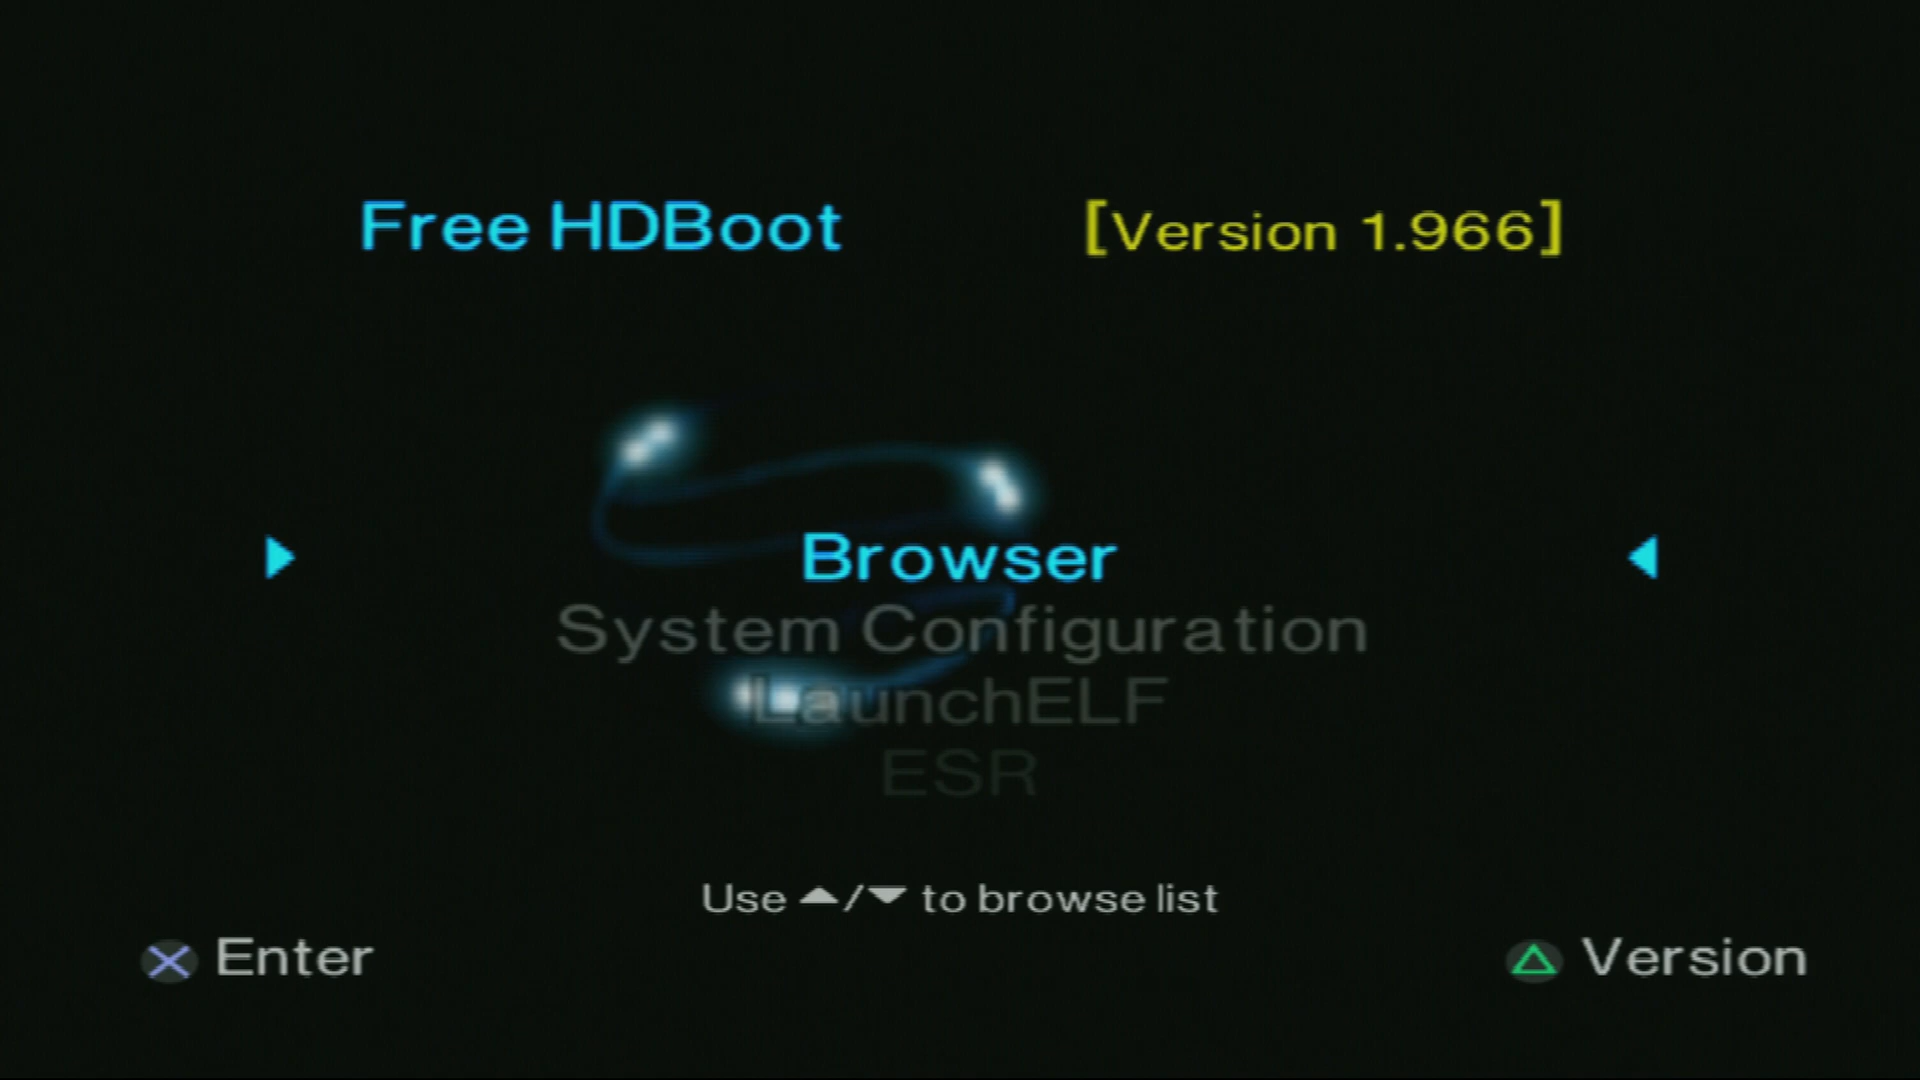 Free HDBoot [Version 1.966]
Browser
System Configuration
LaunchELF
ESR
Use ▲/▼ to browse list
Enter
Version